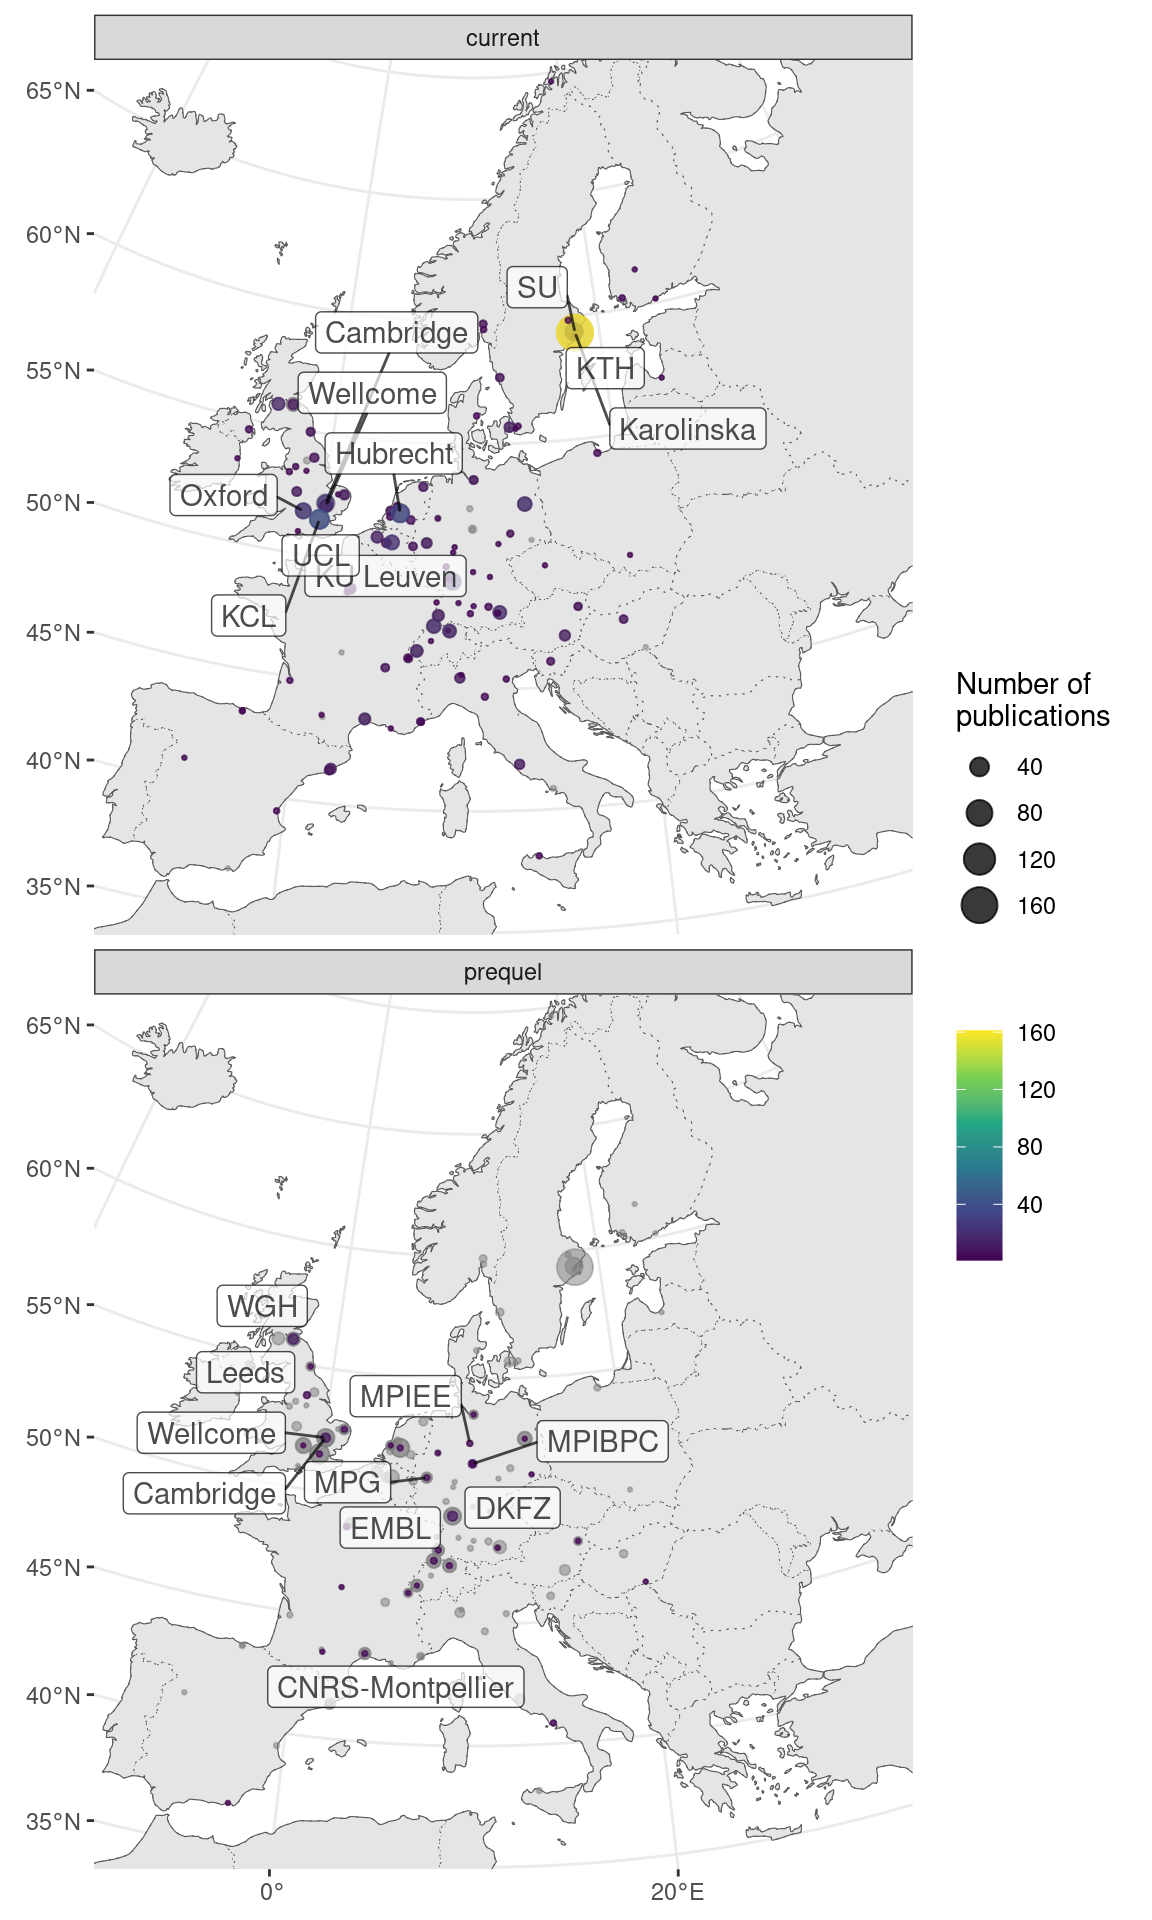 current
65°N
60°N
55°N
50°N
45°N
40°N
35°N
SU
Cambridge
KTH
Wellcome
Karolinska
Hubrecht
Oxford
UCL
KU Leuven
KCL
Number of
publications
40
80
120
160
160
120
80
40
prequel
65°N
60°N
55°N
50°N
45°N
40°N
35°N
WGH
Leeds
MPIEE
Wellcome
MPIBPC
MPG
Cambridge
DKFZ
EMBL
CNRS-Montpellier
0°
20°E